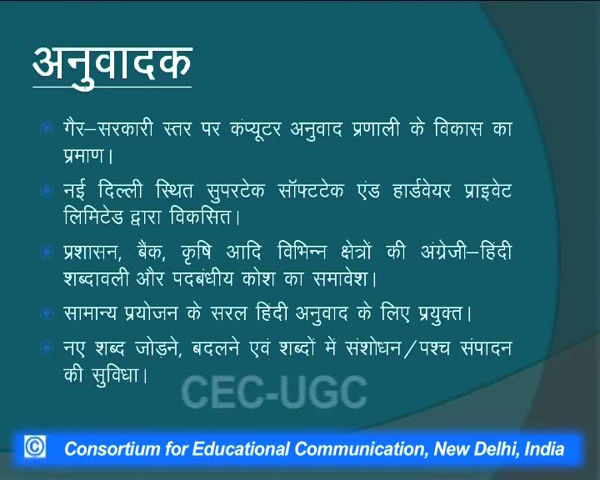 अनुवादक
गैर–सरकारी स्तर पर कंप्यूटर अनुवाद प्रणाली के विकास का
प्रमाण।
नई दिल्ली स्थित सुपरटेक सॉफ्टटेक एंड हार्डवेयर प्राइवेट
लिमिटेड द्वारा विकसित।
प्रशासन, बैंक, कृषि आदि विभिन्न क्षेत्रों की अंग्रेजी–हिदी
शब्दावली और पदबंधीय कोश का समावेश।
सामान्य प्रयोजन के सरल हिंदी अनुवाद के लिए प्रयुक्त।
नए शब्द जोड़ने, बदलने एवं शब्दों में संशोधन/पश्च संपादन
की सुविधा।
CEC-UGC
© Consortium for Educational Communication, New Delhi, India